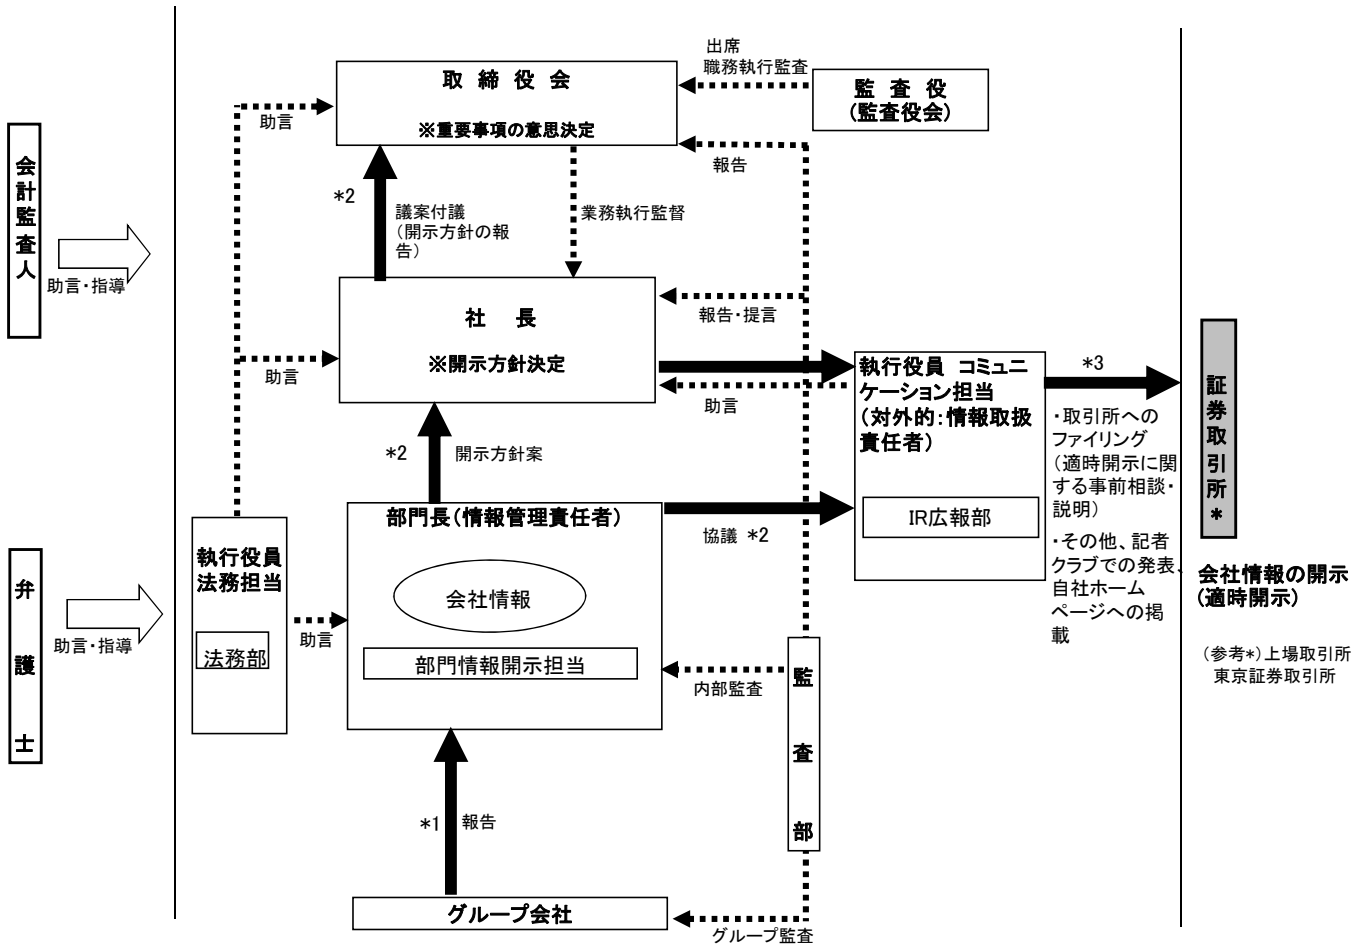 出席
職務執行監査
取 締 役 会
※重要事項の意思決定
監 査 役
(監査役会)
助言
報告
会計監査人
助言・指導
*2
議案付議
(開示方針の報
告)
業務執行監督
社 長
※開示方針決定
報告・提言
助言
助言
執行役員 コミュニ
ケーション担当
(対外的:情報取扱
責任者)
IR広報部
*3
・取引所への
ファイリング
(適時開示に関
する事前相談・
説明)
・その他、記者
クラブでの発表、
自社ホーム
ページへの掲
載
証券取引所*
会社情報の開示
(適時開示)
(参考*)上場取引所
東京証券取引所
*2
開示方針案
部門長(情報管理責任者)
会社情報
部門情報開示担当
協議 *2
執行役員
法務担当
法務部
助言
弁護士
助言・指導
内部監査
監査部
*1
報告
グループ会社
グループ監査